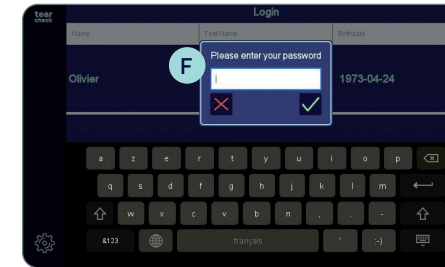 tear
check
Login
Name
First Name
Birthdate
Olivier
1973-04-24
F
Please enter your password
a z e r t y u i o p
q s d f g h j k l m
w x c v b n , . -
&123
français
' :-)